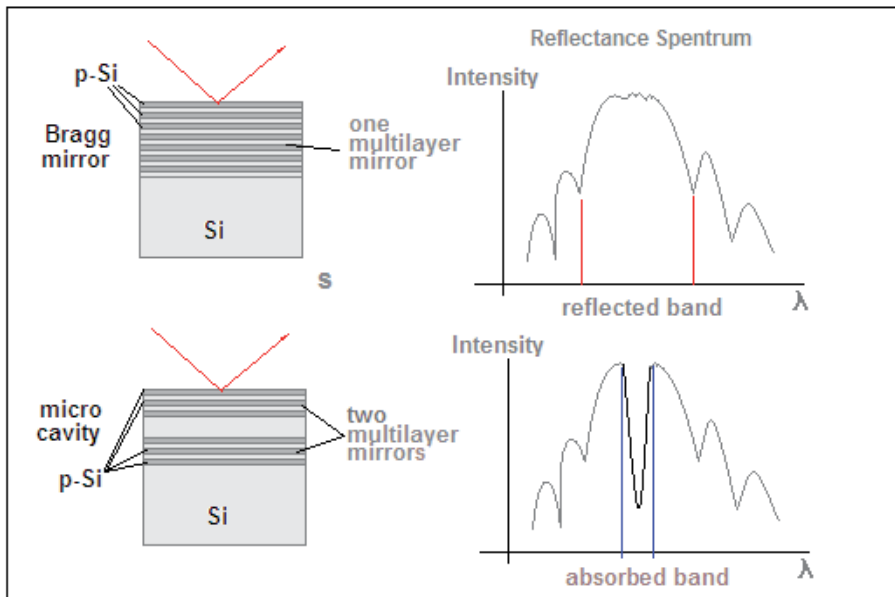 Reflectance Spentrum
p-Si
Bragg
mirror
one
multilayer
mirror
Si
s
Intensity
λ
reflected band
micro
cavity
p-Si
two
multilayer
mirrors
Si
Intensity
λ
absorbed band